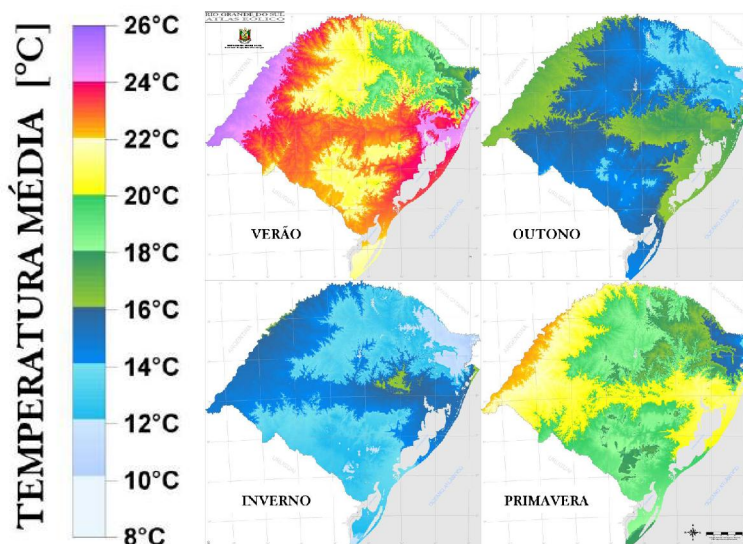 TEMPERATURA MÉDIA [°C]
26°C
24°C
22°C
20°C
18°C
16°C
14°C
12°C
10°C
8°C
RIO GRANDE DO SUL
ATLAS EÓLICO
VERÃO
OUTONO
INVERNO
PRIMAVERA